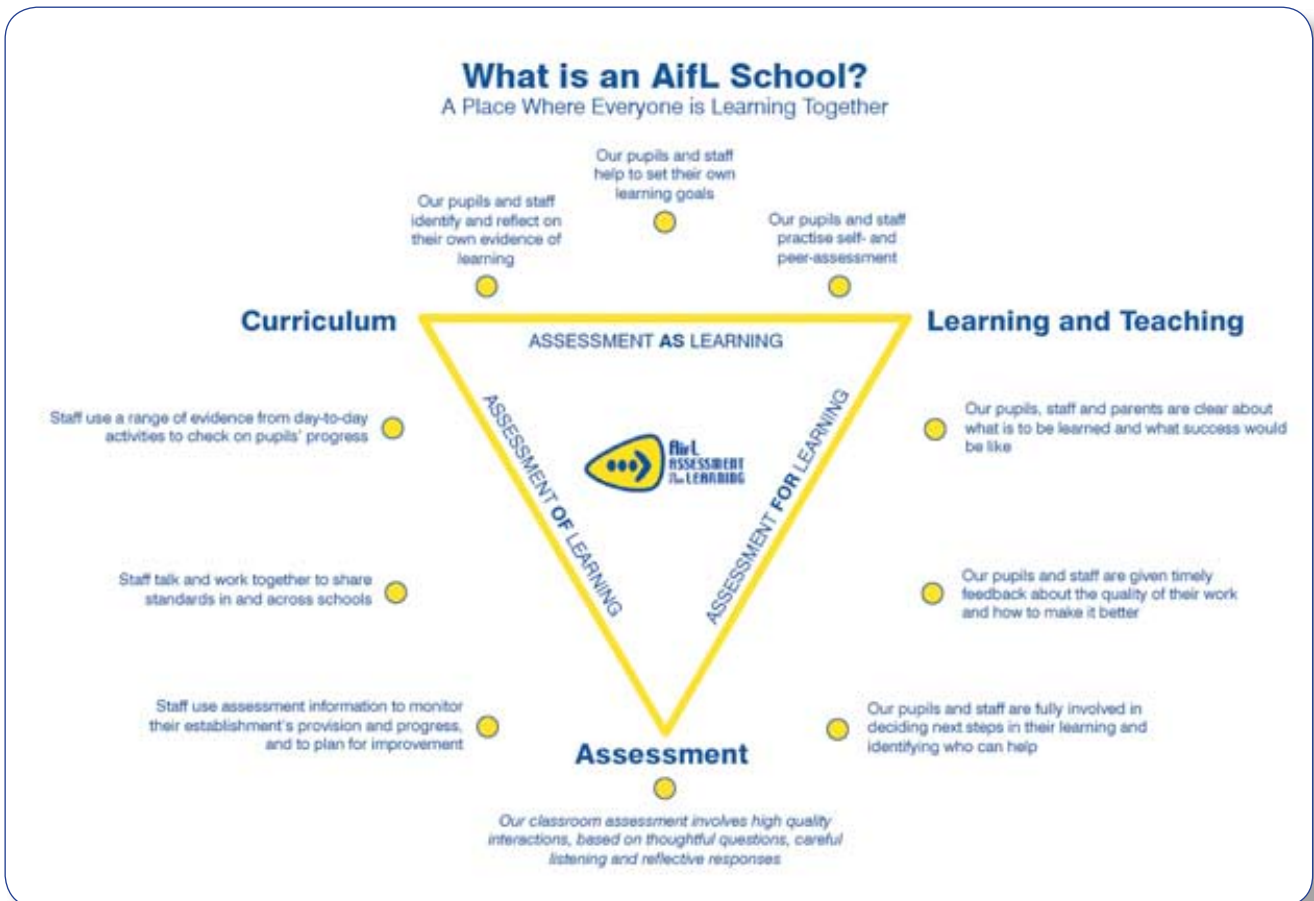 What is an AifL School?
A Place Where Everyone is Learning Together
Our pupils and staff
help to set their own
learning goals
Our pupils and staff
identify and reflect on
their own evidence of
learning
Our pupils and staff
practise self- and
peer-assessment
Curriculum
Learning and Teaching
ASSESSMENT AS LEARNING
ASSESSMENT OF LEARNING
ASSESSMENT FOR LEARNING
AifL
ASSESSMENT
is for LEARNING
Staff use a range of evidence from day-to-day
activities to check on pupils' progress
Our pupils, staff and parents are clear about
what is to be learned and what success would
be like
Staff talk and work together to share
standards in and across schools
Our pupils and staff are given timely
feedback about the quality of their work
and how to make it better
Staff use assessment information to monitor
their establishment's provision and progress,
and to plan for improvement
Our pupils and staff are fully involved in
deciding next steps in their learning and
identifying who can help
Assessment
Our classroom assessment involves high quality
interactions, based on thoughtful questions, careful
listening and reflective responses